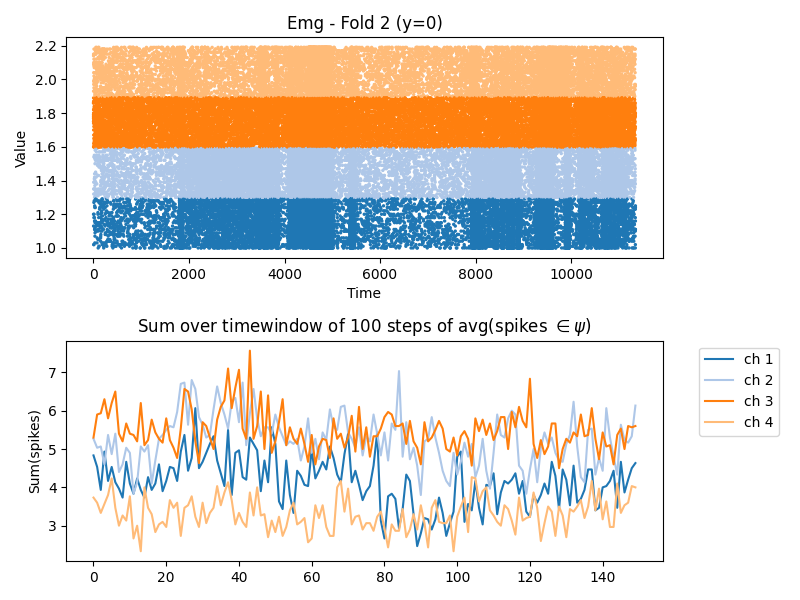 Emg - Fold 2 (y=0)
2.2
2.0
1.8
1.6
1.4
1.2
1.0
Value
0 2000 4000 6000 8000 10000
Time
Sum over timewindow of 100 steps of avg(spikes ∈ ψ)
7
6
5
4
3
Sum(spikes)
0 20 40 60 80 100 120 140
ch 1
ch 2
ch 3
ch 4